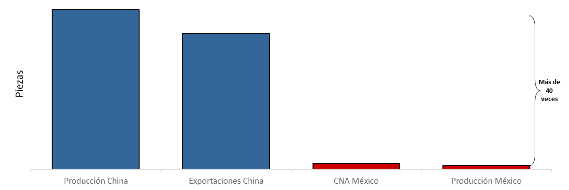 Piezas
Más de
40
veces
Producción China
Exportaciones China
CNA México
Producción México